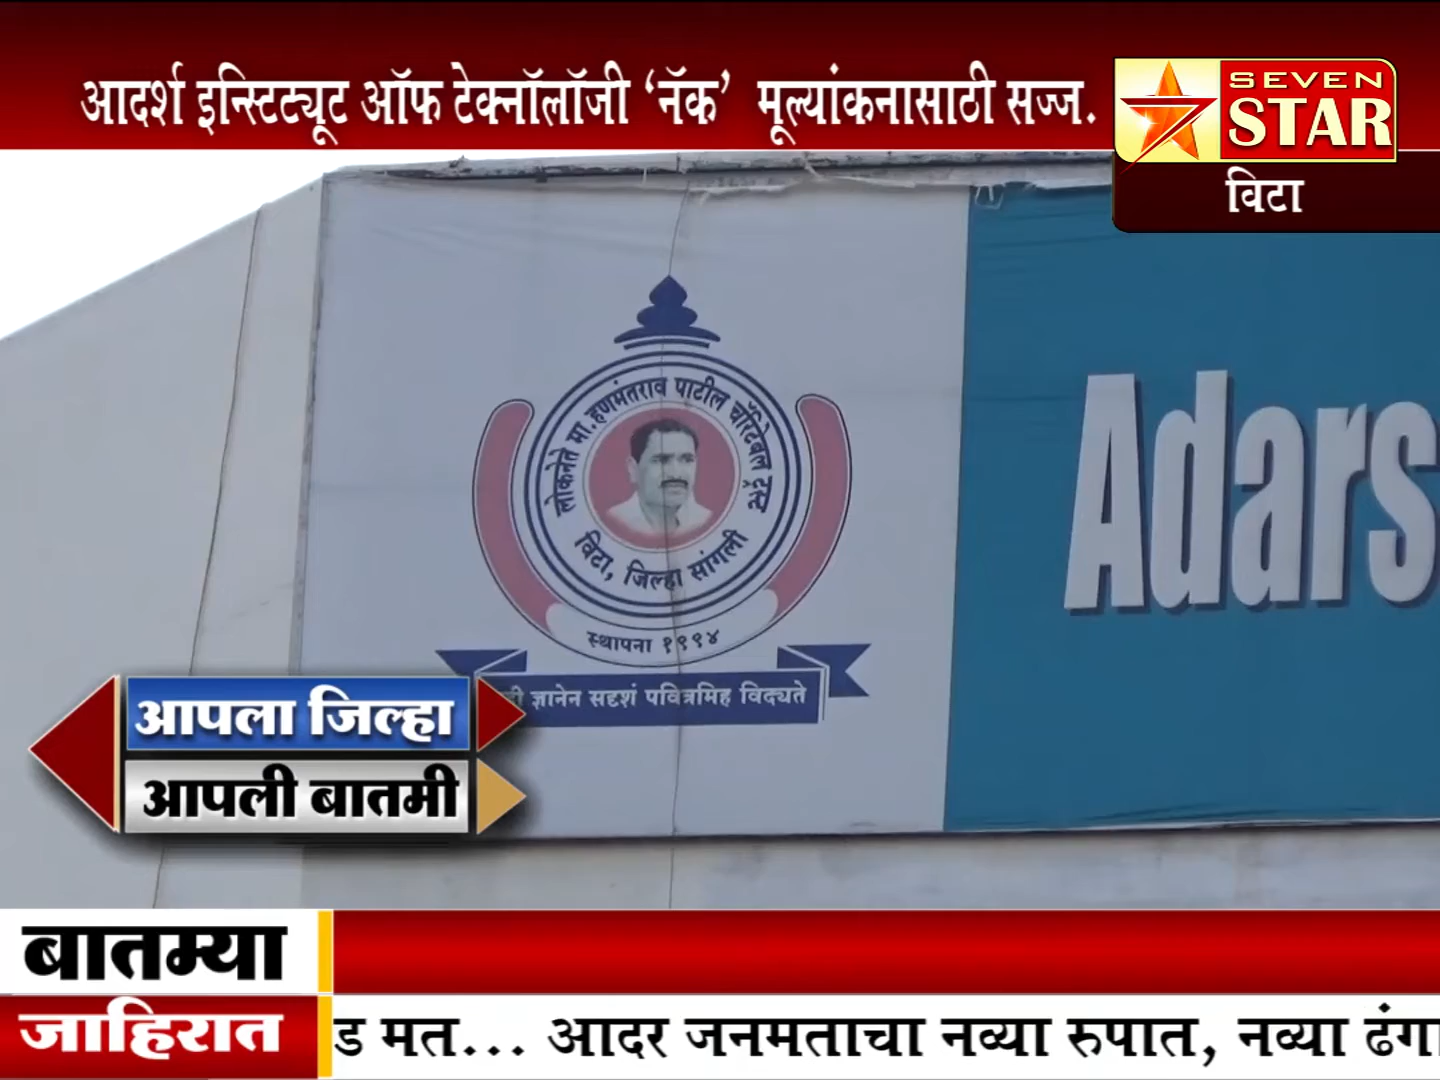 आदर्श इन्स्टिट्यूट ऑफ टेक्नॉलॉजी ‘नॅक’ मूल्यांकनासाठी सज्ज.
SEVEN
STAR
विटा
लोकनेते मा.हणमंतराव पाटील चॅरिटेबल ट्रस्ट
विटा, जिल्हा सांगली
स्थापना १९९४
ज्ञानेन सदृशं पवित्रमिह विद्यते
Adars
आपला जिल्हा
आपली बातमी
बातम्या
जाहिरात
ड मत... आदर जनमताचा नव्या रुपात, नव्या ढंगा